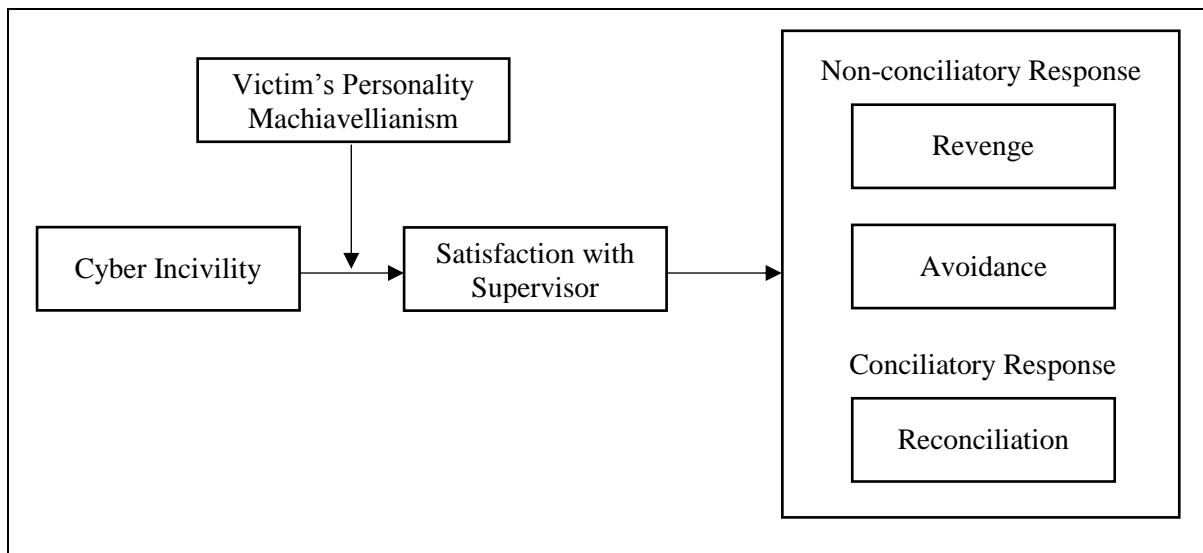 Victim's Personality
Machiavellianism
Cyber Incivility
Satisfaction with
Supervisor
Non-conciliatory Response
Revenge
Avoidance
Conciliatory Response
Reconciliation